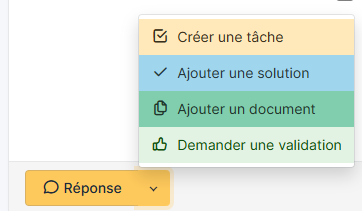 Créer une tâche
Ajouter une solution
Ajouter un document
Demander une validation
Réponse